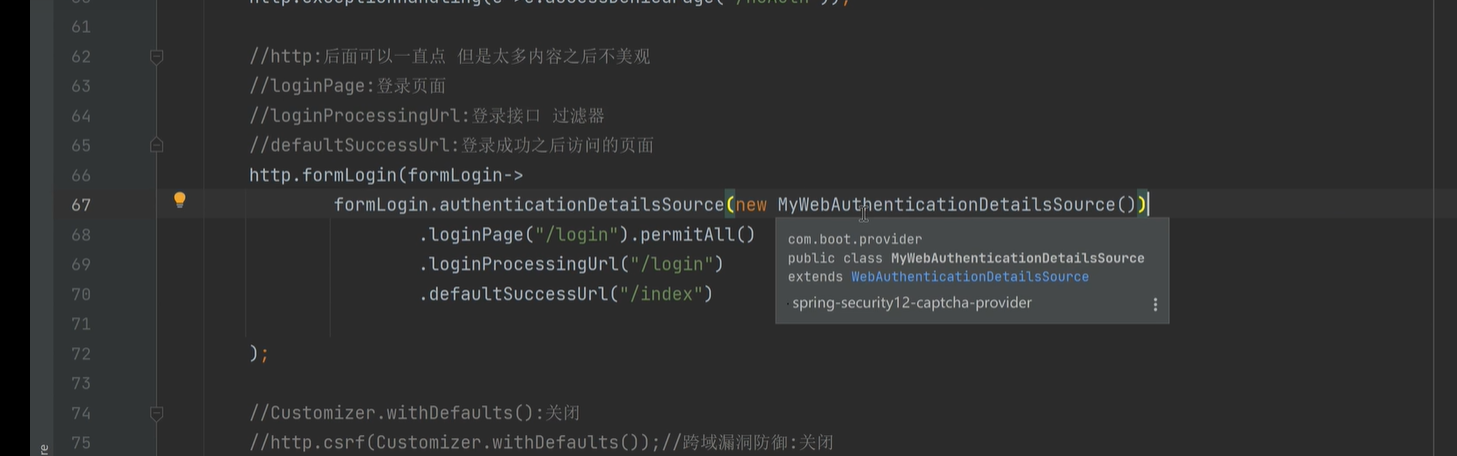 61
62 //http:后面可以一直点 但是太多内容之后不美观
63 //loginPage:登录页面
64 //loginProcessingUrl:登录接口 过滤器
65 //defaultSuccessUrl:登录成功之后访问的页面
66 http.formLogin(formLogin->
67 formLogin.authenticationDetailsSource(new MyWebAuthenticationDetailsSource())
68 .loginPage("/login").permitAll()
69 .loginProcessingUrl("/login")
70 .defaultSuccessUrl("/index")
71
72 );
73
74 //Customizer.withDefaults():关闭
75 //http.csrf(Customizer.withDefaults());//跨域漏洞防御:关闭
com.boot.provider
public class MyWebAuthenticationDetailsSource
extends WebAuthenticationDetailsSource
spring-security12-captcha-provider